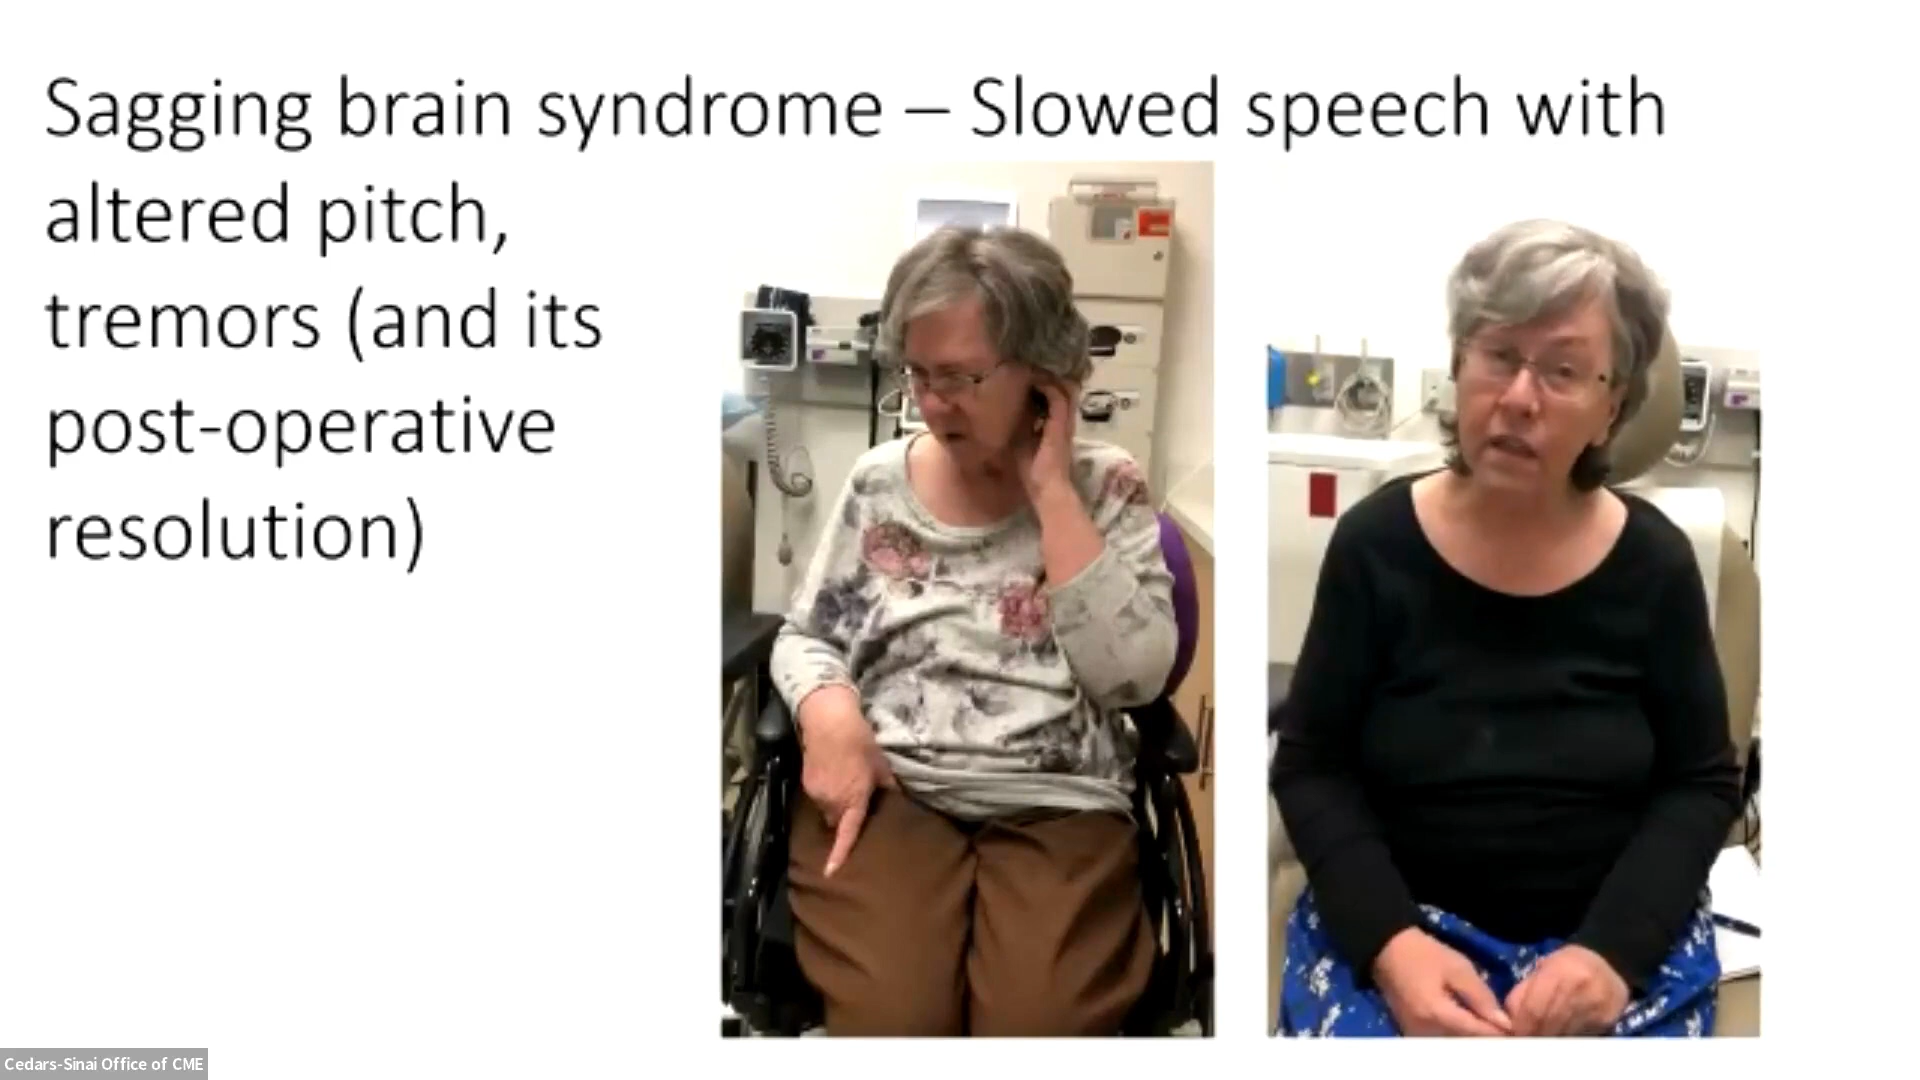 Sagging brain syndrome – Slowed speech with
altered pitch,
tremors (and its
post-operative
resolution)
Cedars-Sinai Office of CME